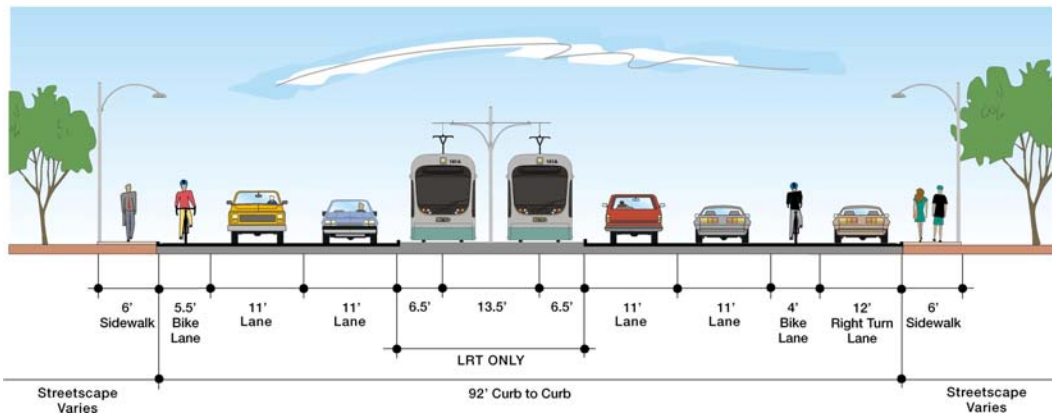 6' Sidewalk
5.5' Bike Lane
11' Lane
11' Lane
6.5'
13.5'
6.5'
11' Lane
11' Lane
4' Bike Lane
12' Right Turn Lane
6' Sidewalk
LRT ONLY
Streetscape Varies
92' Curb to Curb
Streetscape Varies